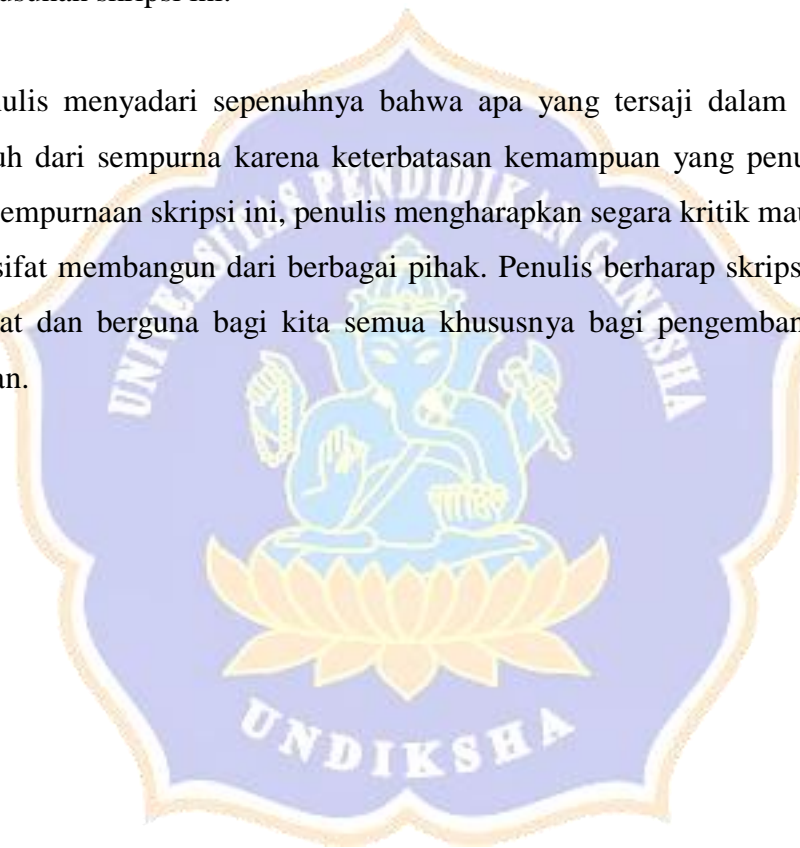 usunan skripsi ini.
ulis menyadari sepenuhnya bahwa apa yang tersaji dalam
uh dari sempurna karena keterbatasan kemampuan yang penu
empurnaan skripsi ini, penulis mengharapkan segara kritik mau
sifat membangun dari berbagai pihak. Penulis berharap skrips
at dan berguna bagi kita semua khususnya bagi pengemban
an.
UNIVERSITAS PENDIDIKAN GANESHA
UNDIKSHA